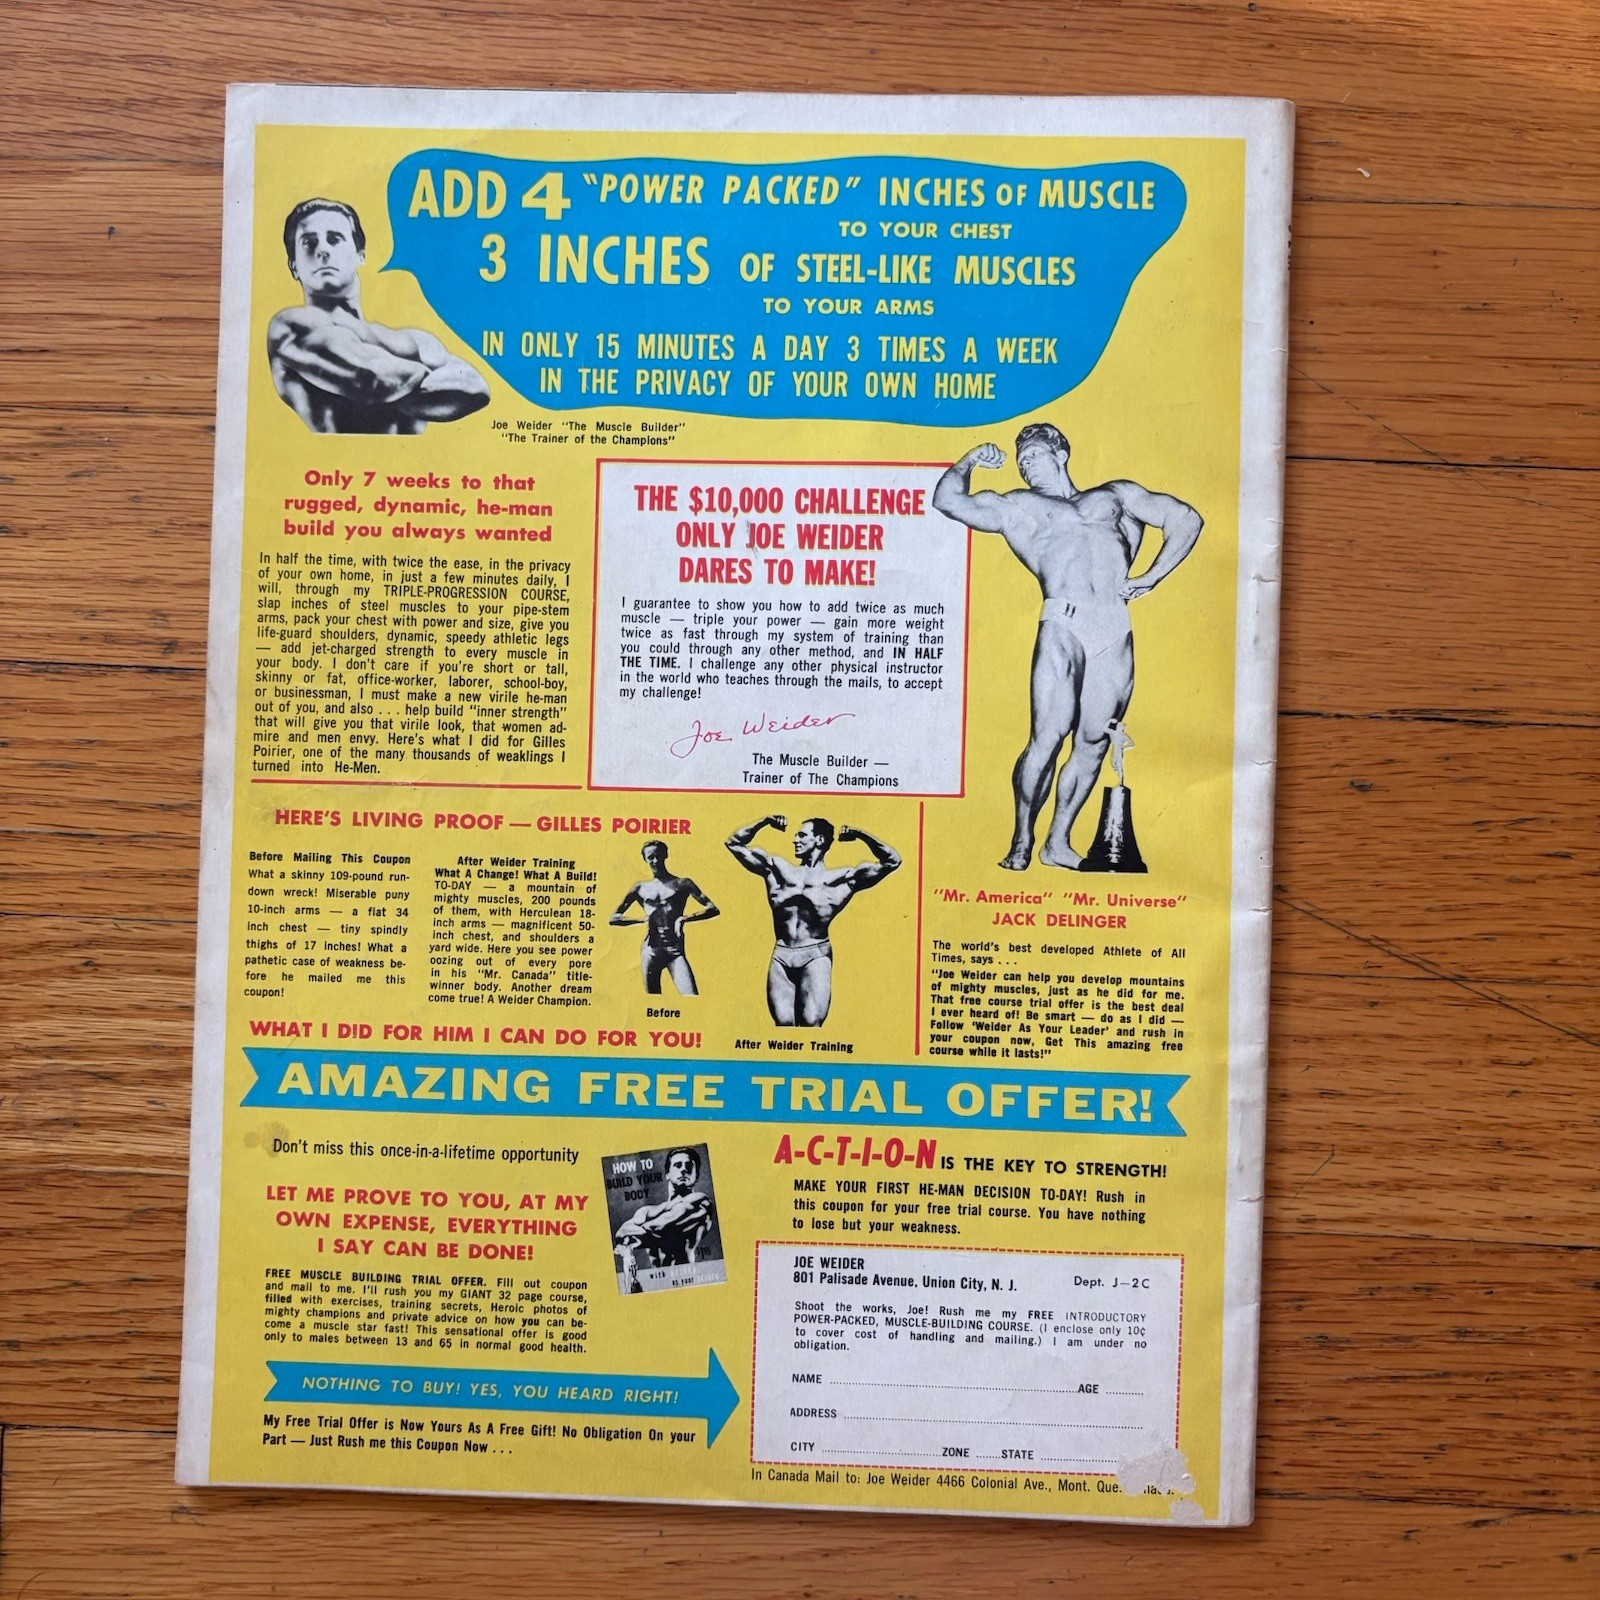 ADD 4 "POWER PACKED" INCHES OF MUSCLE
TO YOUR CHEST
3 INCHES OF STEEL-LIKE MUSCLES
TO YOUR ARMS
IN ONLY 15 MINUTES A DAY 3 TIMES A WEEK
IN THE PRIVACY OF YOUR OWN HOME
Joe Weider "The Muscle Builder"
"The Trainer of the Champions"
Only 7 weeks to that
rugged, dynamic, he-man
build you always wanted
In half the time, with twice the ease, in the privacy
of your own home, in just a few minutes daily, I
will, through my TRIPLE-PROGRESSION COURSE,
slap inches of steel muscles to your pipe-stem
arms, pack your chest with power and size, give you
life-guard shoulders, dynamic, speedy athletic legs
— add jet-charged strength to every muscle in
your body. I don't care if you're short or tall,
skinny or fat, office-worker, laborer, school-boy,
or businessman, I must make a new virile he-man
out of you, and also . . . help build "inner strength"
that will give you that virile look, that women ad-
mire and men envy. Here's what I did for Gilles
Poirier, one of the many thousands of weaklings I
turned into He-Men.
THE $10,000 CHALLENGE
ONLY JOE WEIDER
DARES TO MAKE!
I guarantee to show you how to add twice as much
muscle — triple your power — gain more weight
twice as fast through my system of training than
you could through any other method, and IN HALF
THE TIME. I challenge any other physical instructor
in the world who teaches through the mails, to accept
my challenge!
Joe Weider
The Muscle Builder —
Trainer of The Champions
HERE'S LIVING PROOF — GILLES POIRIER
Before Mailing This Coupon
What a skinny 109-pound run-
down wreck! Miserable puny
10-inch arms — a flat 34
inch chest — tiny spindly
thighs of 17 inches! What a
pathetic case of weakness be-
fore he mailed me this
coupon!
After Weider Training
What A Change! What A Build!
TO-DAY — a mountain of
mighty muscles, 200 pounds
of them, with Herculean 18-
inch arms — magnificent 50-
inch chest, and shoulders a
yard wide. Here you see power
oozing out of every pore
in his "Mr. Canada" title-
winner body. Another dream
come true! A Weider Champion.
Before
After Weider Training
WHAT I DID FOR HIM I CAN DO FOR YOU!
"Mr. America" "Mr. Universe"
JACK DELINGER
The world's best developed Athlete of All
Times, says . . .
"Joe Weider can help you develop mountains
of mighty muscles, just as he did for me.
That free course trial offer is the best deal
I ever heard of! Be smart — do as I did —
Follow 'Weider As Your Leader' and rush in
your coupon now, Get This amazing free
course while it lasts!"
AMAZING FREE TRIAL OFFER!
Don't miss this once-in-a-lifetime opportunity
LET ME PROVE TO YOU, AT MY
OWN EXPENSE, EVERYTHING
I SAY CAN BE DONE!
FREE MUSCLE BUILDING TRIAL OFFER. Fill out coupon
and mail to me. I'll rush you my GIANT 32 page course,
filled with exercises, training secrets, Heroic photos of
mighty champions and private advice on how you can be-
come a muscle star fast! This sensational offer is good
only to males between 13 and 65 in normal good health.
HOW TO
BUILD YOUR
BODY
with
as your
NOTHING TO BUY! YES, YOU HEARD RIGHT!
My Free Trial Offer is Now Yours As A Free Gift! No Obligation On your
Part — Just Rush me this Coupon Now . . .
A-C-T-I-O-N IS THE KEY TO STRENGTH!
MAKE YOUR FIRST HE-MAN DECISION TO-DAY! Rush in
this coupon for your free trial course. You have nothing
to lose but your weakness.
JOE WEIDER
801 Palisade Avenue, Union City, N. J. Dept. J—2C
Shoot the works, Joe! Rush me my FREE INTRODUCTORY
POWER-PACKED, MUSCLE-BUILDING COURSE. (I enclose only 10¢
to cover cost of handling and mailing.) I am under no
obligation.
NAME AGE
ADDRESS
CITY ZONE STATE
In Canada Mail to: Joe Weider 4466 Colonial Ave., Mont. Que.